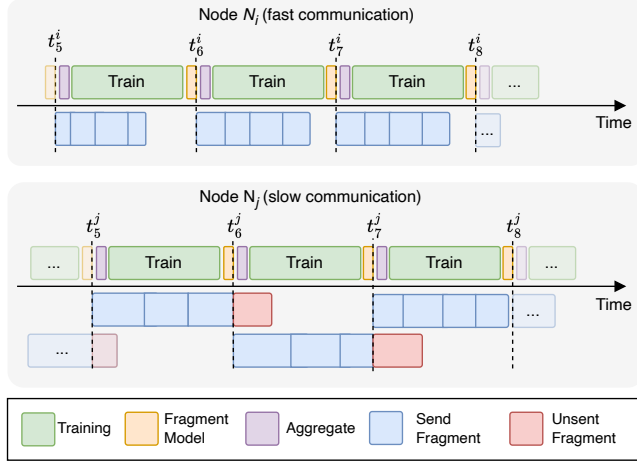 Node N_i (fast communication)
t_5^i t_6^i t_7^i t_8^i
Train Train Train ...
Time
...
Node N_j (slow communication)
t_5^j t_6^j t_7^j t_8^j
... Train Train Train ...
Time
...
...
Training
Fragment
Model
Aggregate
Send
Fragment
Unsent
Fragment